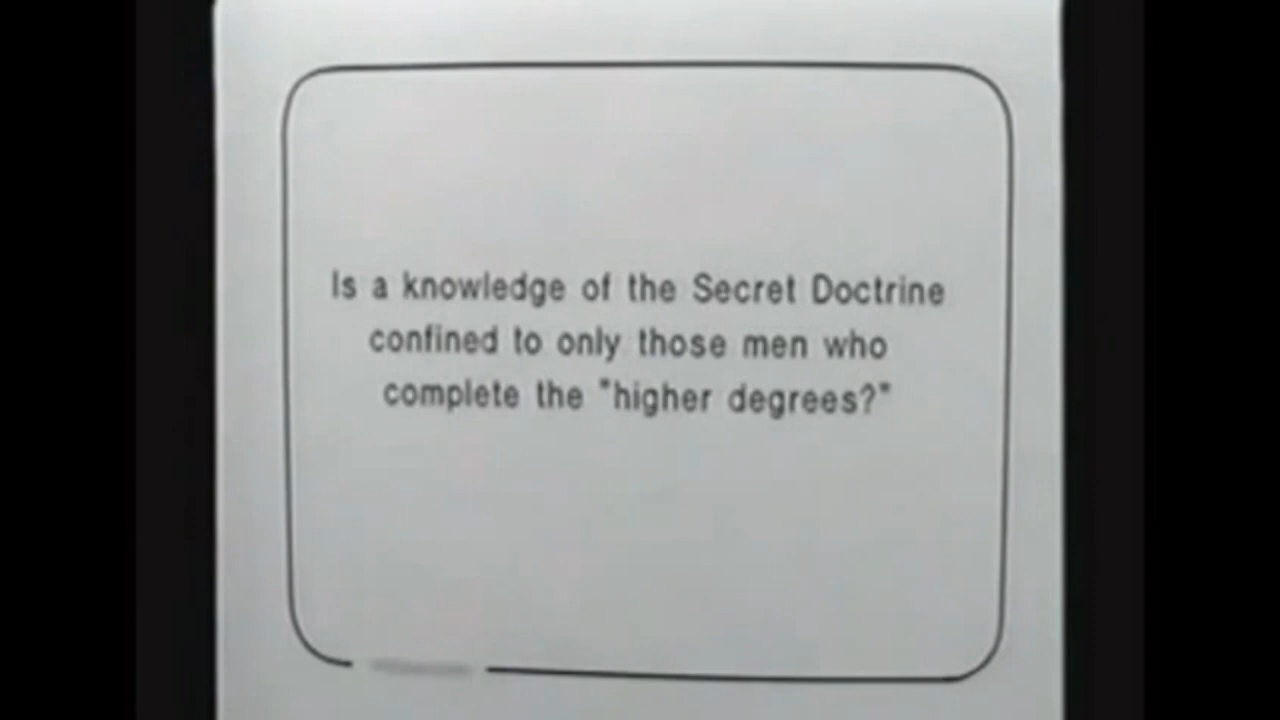 Is a knowledge of the Secret Doctrine
confined to only those men who
complete the "higher degrees?"